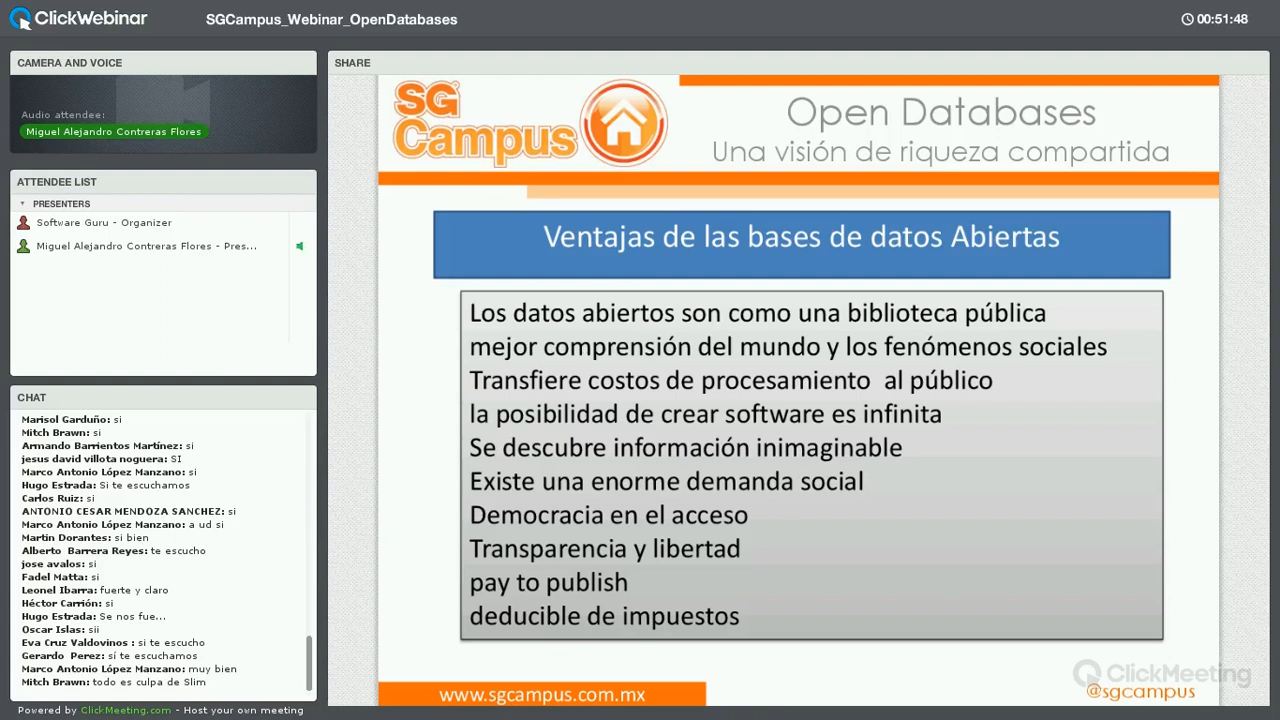 ClickWebinar
SGCampus_Webinar_OpenDatabases
00:51:48
CAMERA AND VOICE
Audio attendee:
Miguel Alejandro Contreras Flores
ATTENDEE LIST
PRESENTERS
Software Guru - Organizer
Miguel Alejandro Contreras Flores - Pres...
CHAT
Marisol Garduño: si
Mitch Brawn: si
Armando Barrientos Martínez: si
jesus david villota noguera: SI
Marco Antonio López Manzano: si
Hugo Estrada: Si te escuchamos
Carlos Ruiz: si
ANTONIO CESAR MENDOZA SANCHEZ: si
Marco Antonio López Manzano: a ud si
Martin Dorantes: si bien
Alberto Barrera Reyes: te escucho
jose avalos: si
Fadel Matta: si
Leonel Ibarra: fuerte y claro
Héctor Carrión: si
Hugo Estrada: Se nos fue...
Oscar Islas: sii
Eva Cruz Valdovinos : si te escucho
Gerardo Perez: sí te escuchamos
Marco Antonio López Manzano: muy bien
Mitch Brawn: todo es culpa de Slim
Powered by ClickMeeting.com - Host your own meeting
SHARE
SG
Campus
Open Databases
Una visión de riqueza compartida
Ventajas de las bases de datos Abiertas
Los datos abiertos son como una biblioteca pública
mejor comprensión del mundo y los fenómenos sociales
Transfiere costos de procesamiento al público
la posibilidad de crear software es infinita
Se descubre información inimaginable
Existe una enorme demanda social
Democracia en el acceso
Transparencia y libertad
pay to publish
deducible de impuestos
www.sgcampus.com.mx
ClickMeeting
@sgcampus